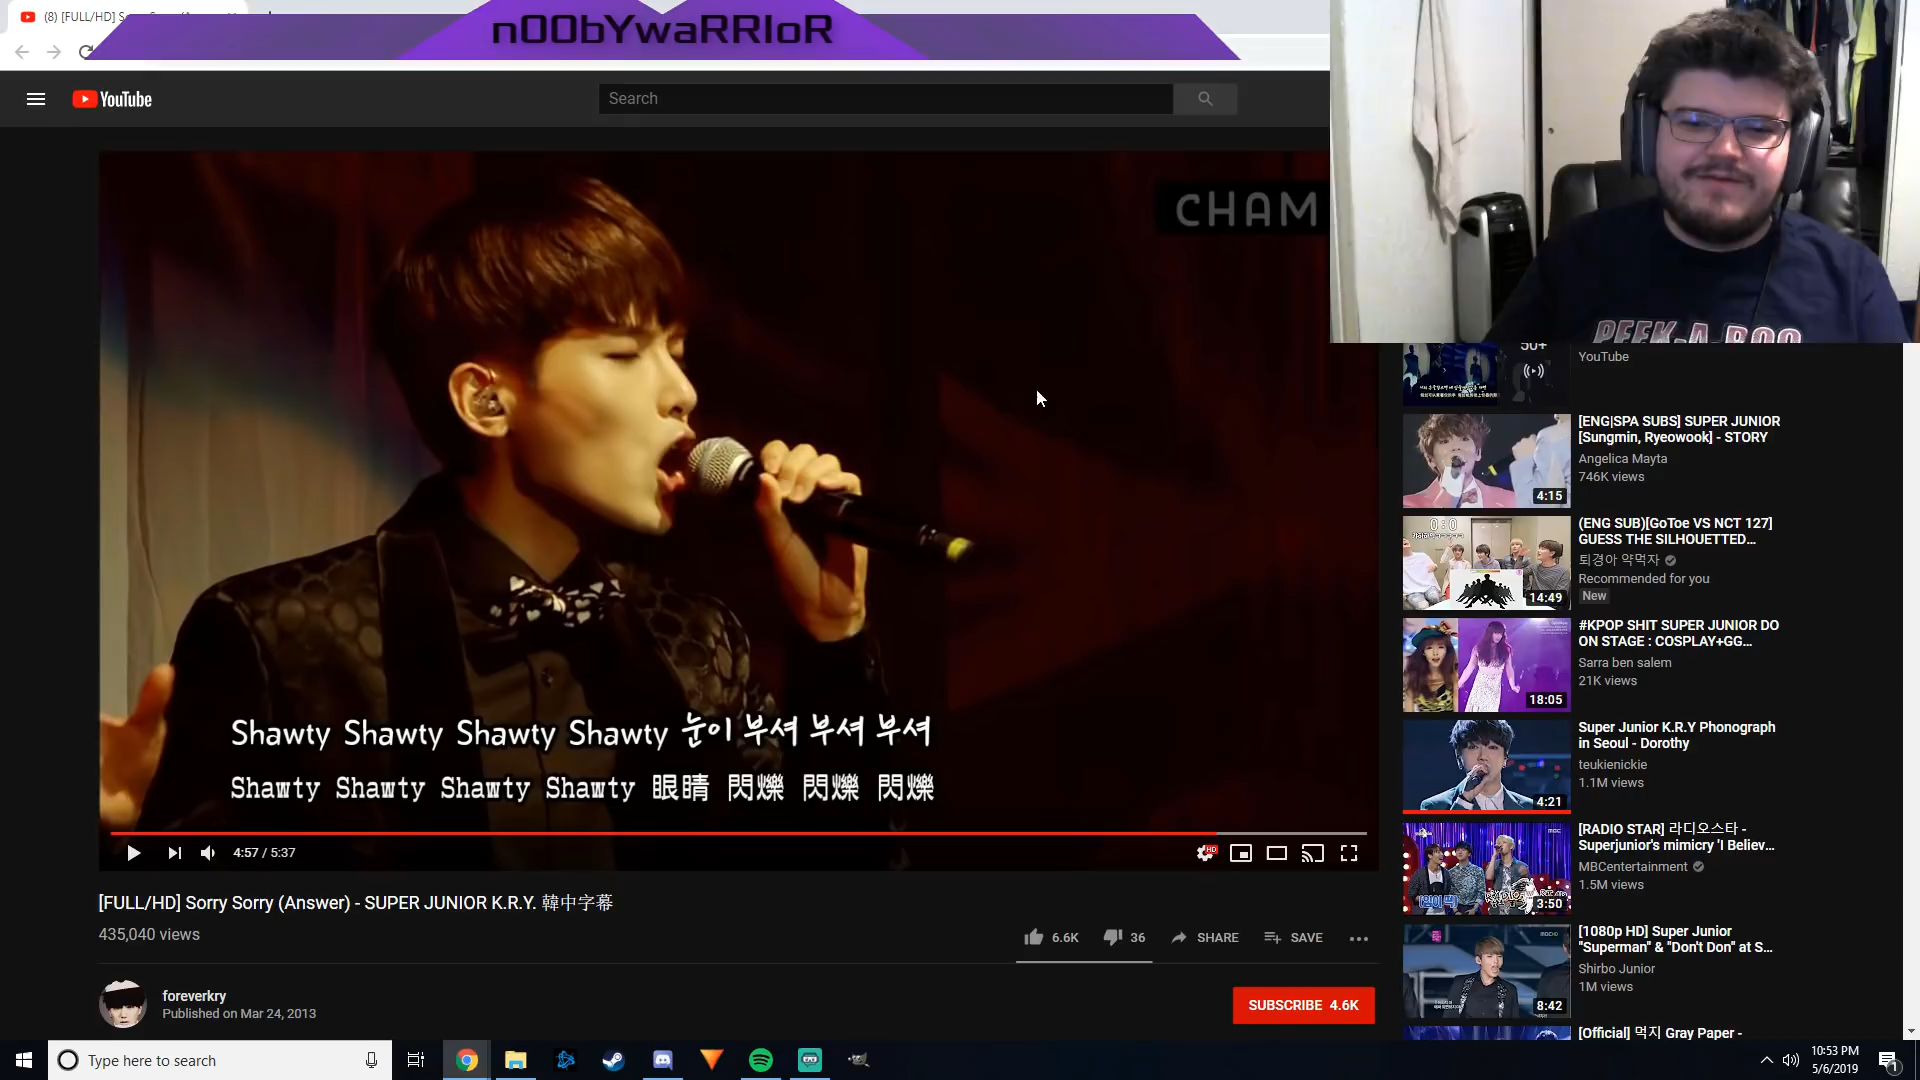 (8) [FULL/HD] S
n00bYwaRRIoR
YouTube
Search
CHAM
PEEK-A-BOO
Shawty Shawty Shawty Shawty 눈이 부셔 부셔 부셔
Shawty Shawty Shawty Shawty 眼睛 閃爍 閃爍 閃爍
4:57 / 5:37
HD
[FULL/HD] Sorry Sorry (Answer) - SUPER JUNIOR K.R.Y. 韓中字幕
435,040 views
6.6K
36
SHARE
SAVE
foreverkry
Published on Mar 24, 2013
SUBSCRIBE 4.6K
50+
YouTube
[ENG|SPA SUBS] SUPER JUNIOR
[Sungmin, Ryeowook] - STORY
Angelica Mayta
746K views
4:15
(ENG SUB)[GoToe VS NCT 127]
GUESS THE SILHOUETTED...
퇴경아 약먹자
Recommended for you
New
0 : 0
14:49
#KPOP SHIT SUPER JUNIOR DO
ON STAGE : COSPLAY+GG...
Sarra ben salem
21K views
18:05
Super Junior K.R.Y Phonograph
in Seoul - Dorothy
teukienickie
1.1M views
4:21
[RADIO STAR] 라디오스타 -
Superjunior's mimicry 'I Believ...
MBCentertainment
1.5M views
3:50
[1080p HD] Super Junior
"Superman" & "Don't Don" at S...
Shirbo Junior
1M views
8:42
[Official] 먹지 Gray Paper -
Type here to search
10:53 PM
5/6/2019
1